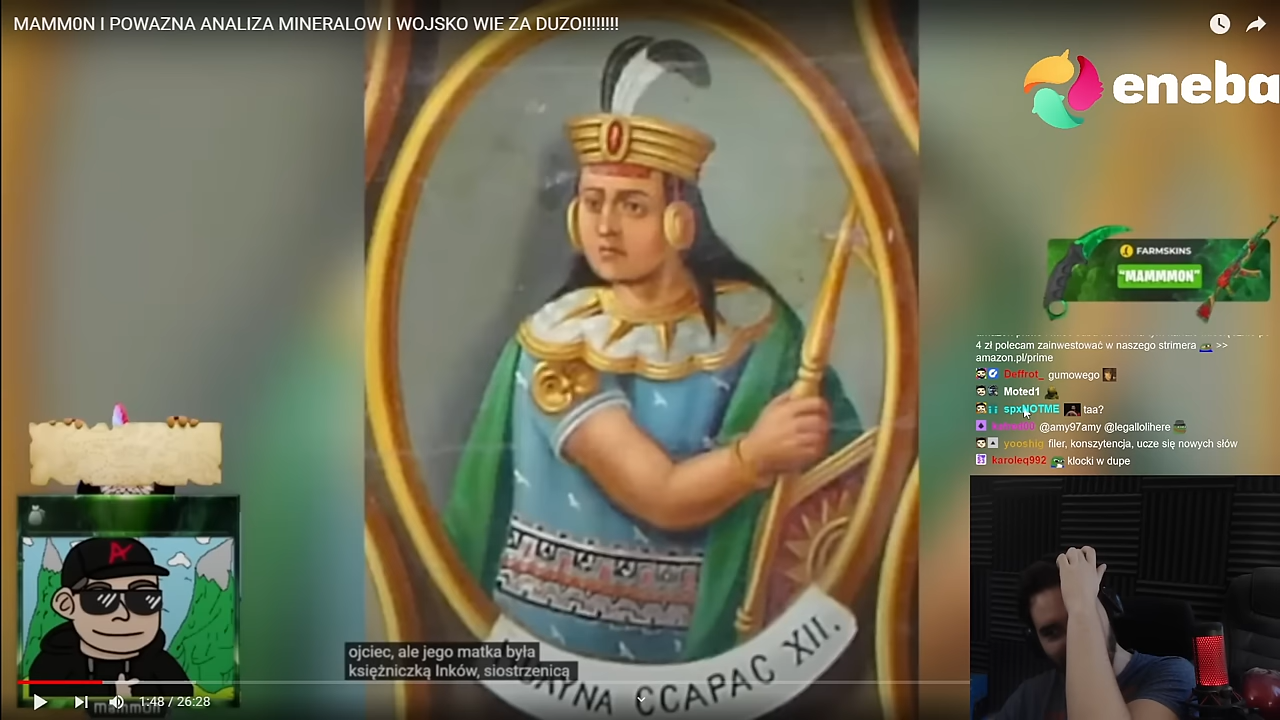 MAMM0N I POWAZNA ANALIZA MINERALOW I WOJSKO WIE ZA DUZO!!!!!!!!
eneba
FARMSKINS
"MAMMMON"
4 zł polecam zainwestować w naszego strimera >>
amazon.pl/prime
Deffrot_ gumowego
Moted1
spxNOTME taa?
@amy97amy @legallolihere
yooshig filer, konszytencja, ucze się nowych słów
karoleq992 klocki w dupe
ojciec, ale jego matka była
księżniczką Inków, siostrzenicą
CCAPAC XII.
1:48 / 26:28
mammon